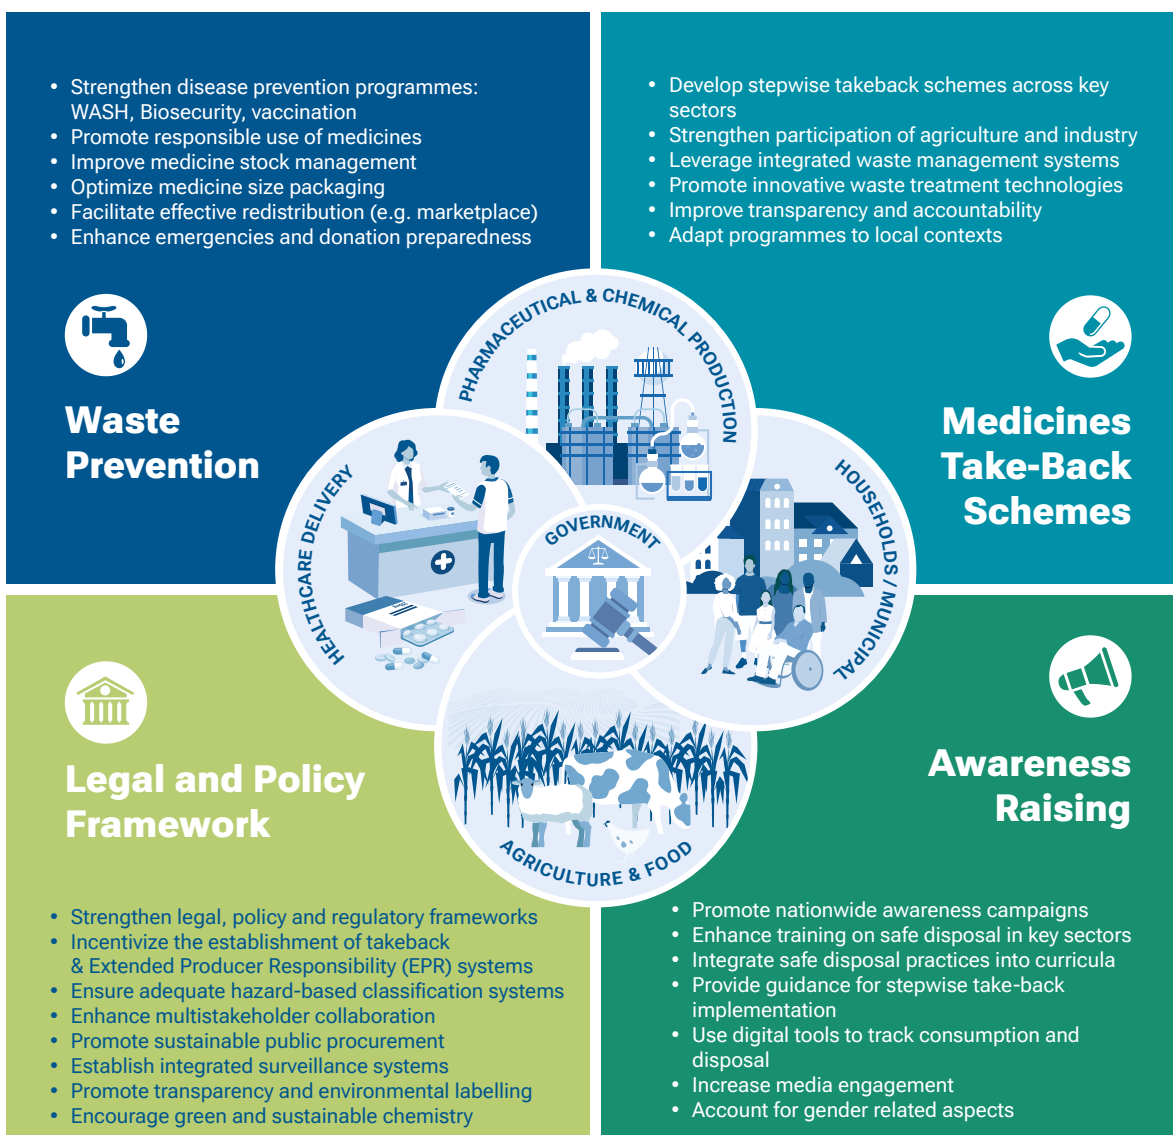 • Strengthen disease prevention programmes:
WASH, Biosecurity, vaccination
• Promote responsible use of medicines
• Improve medicine stock management
• Optimize medicine size packaging
• Facilitate effective redistribution (e.g. marketplace)
• Enhance emergencies and donation preparedness
Waste
Prevention
• Develop stepwise takeback schemes across key
sectors
• Strengthen participation of agriculture and industry
• Leverage integrated waste management systems
• Promote innovative waste treatment technologies
• Improve transparency and accountability
• Adapt programmes to local contexts
Medicines
Take-Back
Schemes
PHARMACEUTICAL & CHEMICAL PRODUCTION
HEALTHCARE DELIVERY
GOVERNMENT
HOUSEHOLDS / MUNICIPAL
AGRICULTURE & FOOD
Legal and Policy
Framework
• Strengthen legal, policy and regulatory frameworks
• Incentivize the establishment of takeback
& Extended Producer Responsibility (EPR) systems
• Ensure adequate hazard-based classification systems
• Enhance multistakeholder collaboration
• Promote sustainable public procurement
• Establish integrated surveillance systems
• Promote transparency and environmental labelling
• Encourage green and sustainable chemistry
Awareness
Raising
• Promote nationwide awareness campaigns
• Enhance training on safe disposal in key sectors
• Integrate safe disposal practices into curricula
• Provide guidance for stepwise take-back
implementation
• Use digital tools to track consumption and
disposal
• Increase media engagement
• Account for gender related aspects